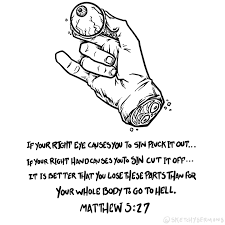 IF YOUR RIGHT EYE CAUSES YOU TO SIN PLUCK IT OUT...
IF YOUR RIGHT HAND CAUSES YOU TO SIN CUT IT OFF...
IT IS BETTER THAT YOU LOSE THESE PARTS THAN FOR
YOUR WHOLE BODY TO GO TO HELL.
MATTHEW 5:27